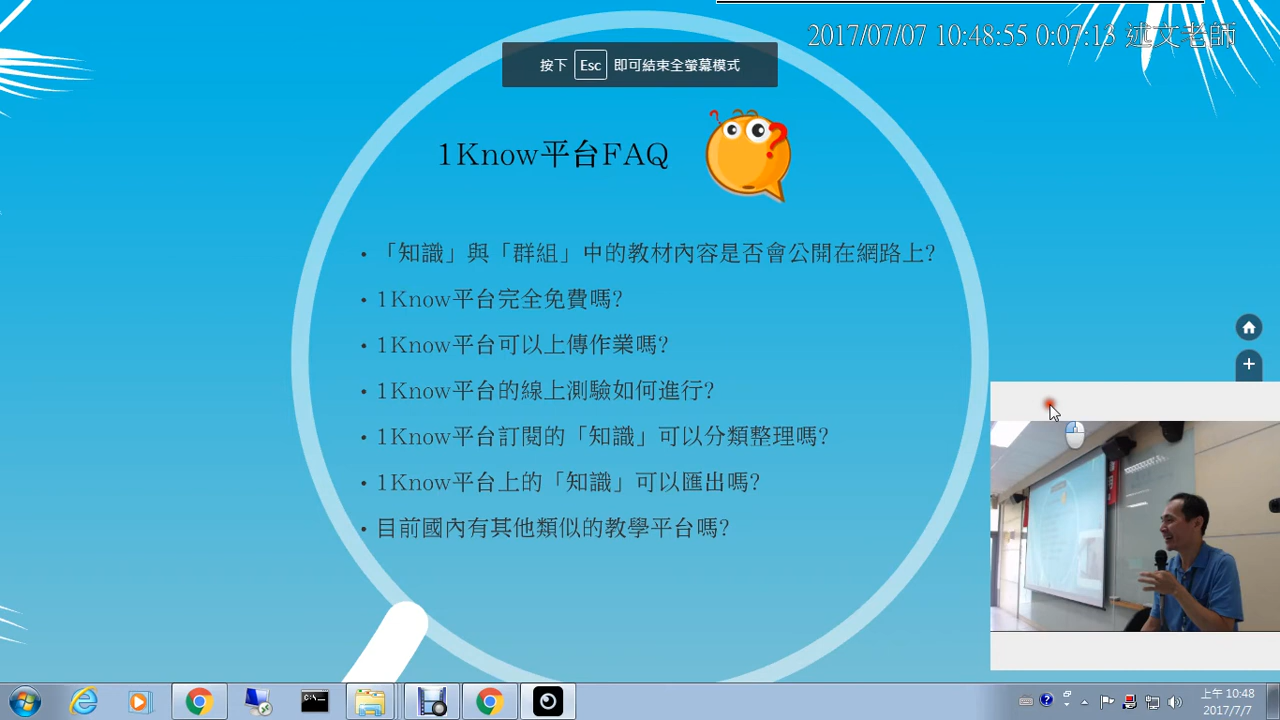 2017/07/07 10:48:55 0:07:13 述文老師
按下 Esc 即可結束全螢幕模式
1Know平台FAQ
• 「知識」與「群組」中的教材內容是否會公開在網路上?
• 1Know平台完全免費嗎?
• 1Know平台可以上傳作業嗎?
• 1Know平台的線上測驗如何進行?
• 1Know平台訂閱的「知識」可以分類整理嗎?
• 1Know平台上的「知識」可以匯出嗎?
• 目前國內有其他類似的教學平台嗎?
上午 10:48
2017/7/7